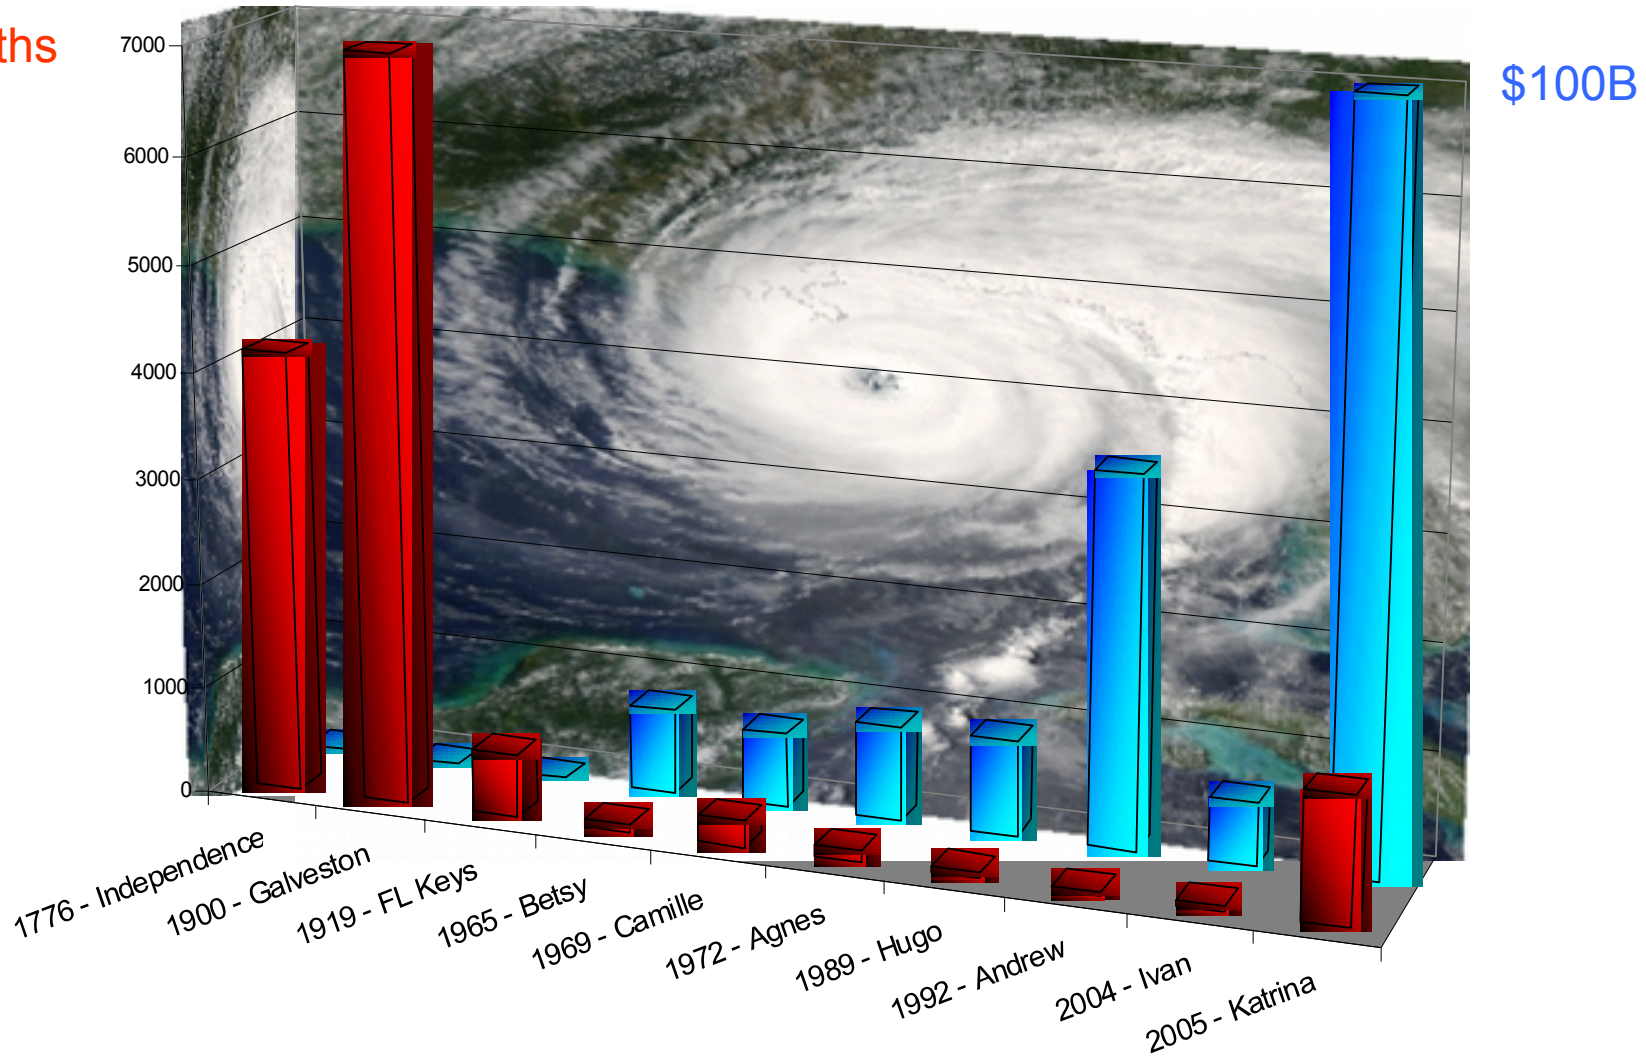 ths
$100B
7000
6000
5000
4000
3000
2000
1000
0
1776 - Independence
1900 - Galveston
1919 - FL Keys
1965 - Betsy
1969 - Camille
1972 - Agnes
1989 - Hugo
1992 - Andrew
2004 - Ivan
2005 - Katrina